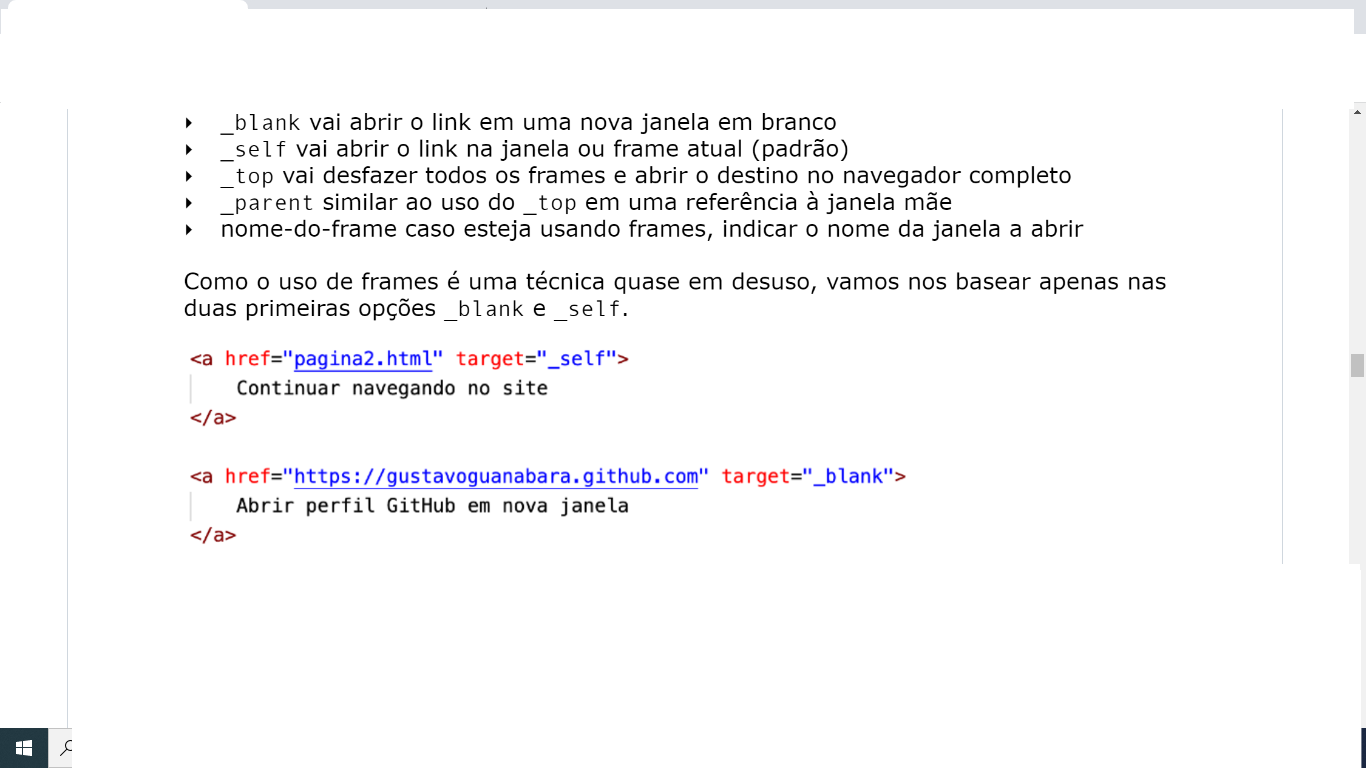 _blank vai abrir o link em uma nova janela em branco
_self vai abrir o link na janela ou frame atual (padrão)
_top vai desfazer todos os frames e abrir o destino no navegador completo
_parent similar ao uso do _top em uma referência à janela mãe
nome-do-frame caso esteja usando frames, indicar o nome da janela a abrir
Como o uso de frames é uma técnica quase em desuso, vamos nos basear apenas nas
duas primeiras opções _blank e _self.
<a href="pagina2.html" target="_self">
Continuar navegando no site
</a>
<a href="https://gustavoguanabara.github.com" target="_blank">
Abrir perfil GitHub em nova janela
</a>